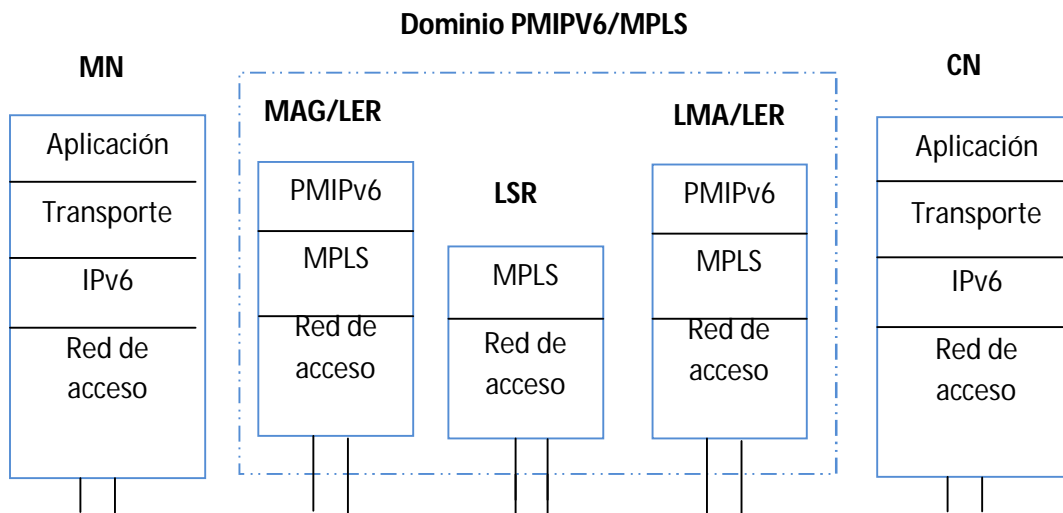 Dominio PMIPV6/MPLS
MN
Aplicación
Transporte
IPv6
Red de
acceso
MAG/LER
PMIPv6
MPLS
Red de
acceso
LSR
MPLS
Red de
acceso
LMA/LER
PMIPv6
MPLS
Red de
acceso
CN
Aplicación
Transporte
IPv6
Red de
acceso